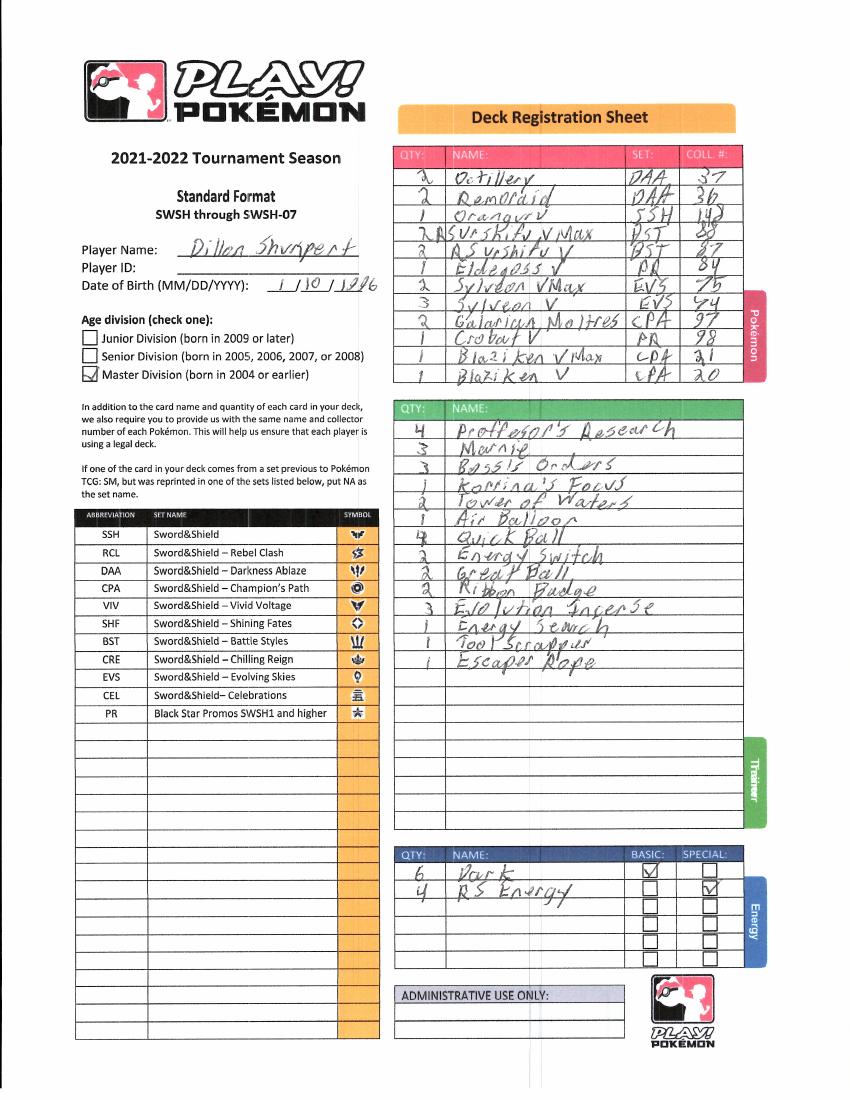 PLAY!
POKÉMON
Deck Registration Sheet
2021-2022 Tournament Season
Standard Format
SWSH through SWSH-07
Player Name: Dillon Shumpert
Player ID:
Date of Birth (MM/DD/YYYY): 1 / 10 / 1996
Age division (check one):
Junior Division (born in 2009 or later)
Senior Division (born in 2005, 2006, 2007, or 2008)
Master Division (born in 2004 or earlier)
In addition to the card name and quantity of each card in your deck,
we also require you to provide us with the same name and collector
number of each Pokémon. This will help us ensure that each player is
using a legal deck.
If one of the card in your deck comes from a set previous to Pokémon
TCG: SM, but was reprinted in one of the sets listed below, put NA as
the set name.
ABBREVIATION SET NAME SYMBOL
SSH Sword&Shield
RCL Sword&Shield – Rebel Clash
DAA Sword&Shield – Darkness Ablaze
CPA Sword&Shield – Champion's Path
VIV Sword&Shield – Vivid Voltage
SHF Sword&Shield – Shining Fates
BST Sword&Shield – Battle Styles
CRE Sword&Shield – Chilling Reign
EVS Sword&Shield – Evolving Skies
CEL Sword&Shield– Celebrations
PR Black Star Promos SWSH1 and higher
QTY: NAME: SET: COLL. #:
2 Octillery DAA 37
2 Remoraid DAA 36
1 Oranguru SSH 148
2 RS Urshifu VMax BST 88
2 RS Urshifu V BST 87
1 Eldegoss V PR 84
2 Sylveon VMax EVS 75
3 Sylveon V EVS 74
2 Galarian Moltres CPA 97
1 Crobat V PR 98
1 Blaziken VMax CPA 21
1 Blaziken V CPA 20
Pokémon
QTY: NAME:
4 Proffesor's Research
3 Marnie
3 Boss's Orders
1 Korrina's Focus
2 Tower of Waters
1 Air Balloon
4 Quick Ball
2 Energy Switch
2 Great Ball
2 Ribbon Badge
3 Evolution Incense
1 Energy Search
1 Tool Scrapper
1 Escape Rope
Trainer
QTY: NAME: BASIC: SPECIAL:
6 Dark
4 RS Energy
Energy
ADMINISTRATIVE USE ONLY:
PLAY!
POKÉMON